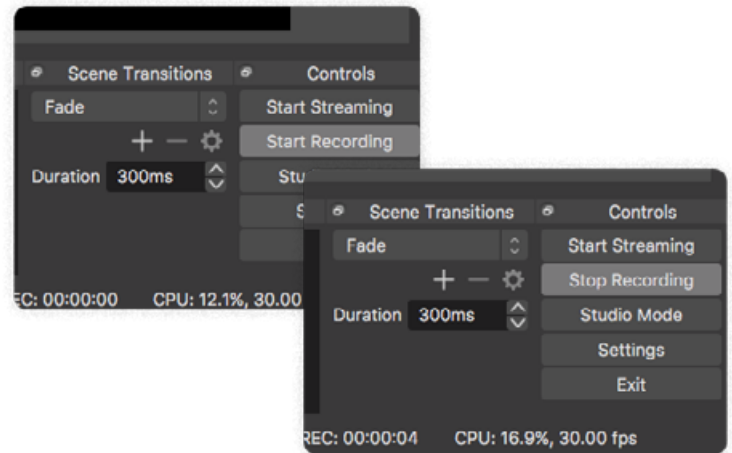 Scene Transitions Controls
Fade Start Streaming
Start Recording
Duration 300ms Stu
S
EC: 00:00:00 CPU: 12.1%, 30.00
Scene Transitions Controls
Fade Start Streaming
Stop Recording
Duration 300ms Studio Mode
Settings
Exit
REC: 00:00:04 CPU: 16.9%, 30.00 fps